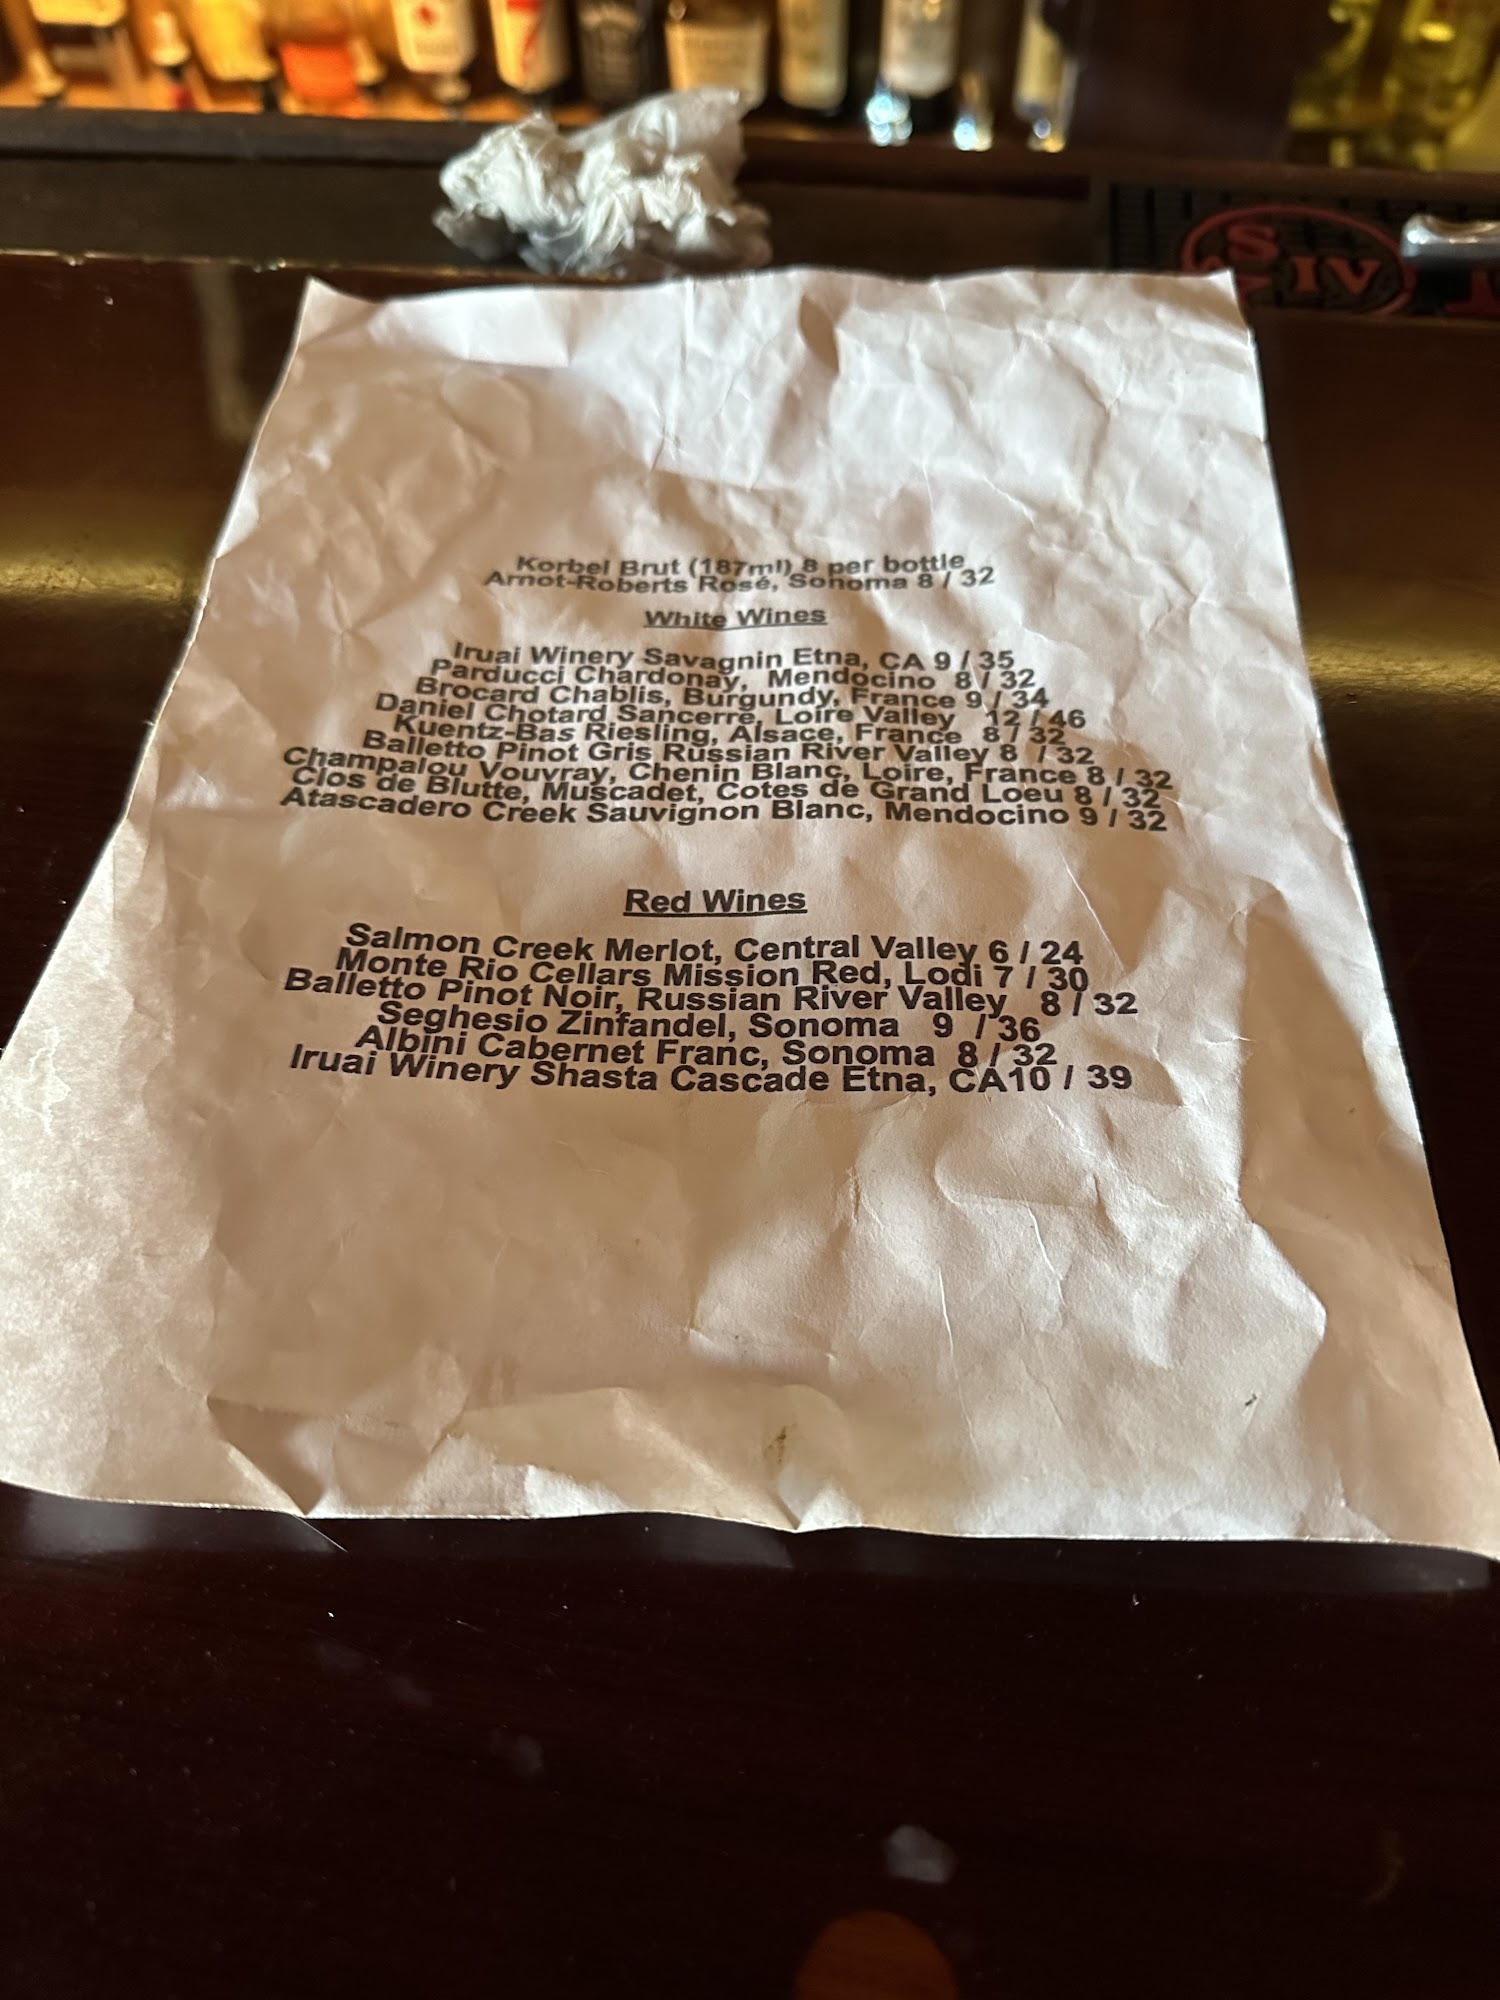 S
IV
Korbel Brut (187ml) 8 per bottle
Arnot-Roberts Rosé, Sonoma 8 / 32
White Wines
Iruai Winery Savagnin Etna, CA 9 / 35
Parducci Chardonay, Mendocino 8 / 32
Brocard Chablis, Burgundy, France 9 / 34
Daniel Chotard Sancerre, Loire Valley 12 / 46
Kuentz-Bas Riesling, Alsace, France 8 / 32
Balletto Pinot Gris Russian River Valley 8 / 32
Champalou Vouvray, Chenin Blanc, Loire, France 8 / 32
Clos de Blutte, Muscadet, Cotes de Grand Loeu 8 / 32
Atascadero Creek Sauvignon Blanc, Mendocino 9 / 32
Red Wines
Salmon Creek Merlot, Central Valley 6 / 24
Monte Rio Cellars Mission Red, Lodi 7 / 30
Balletto Pinot Noir, Russian River Valley 8 / 32
Seghesio Zinfandel, Sonoma 9 / 36
Albini Cabernet Franc, Sonoma 8 / 32
Iruai Winery Shasta Cascade Etna, CA10 / 39